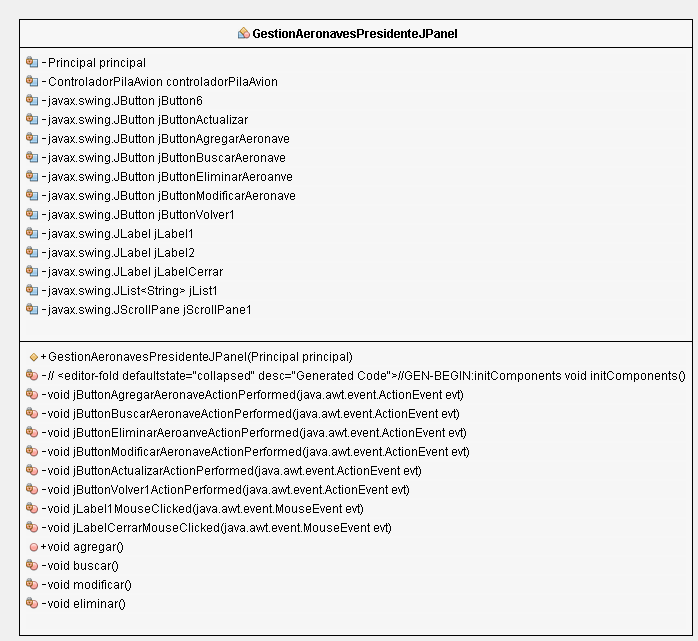 GestionAeronavesPresidenteJPanel
- Principal principal
- ControladorPilaAvion controladorPilaAvion
- javax.swing.JButton jButton6
- javax.swing.JButton jButtonActualizar
- javax.swing.JButton jButtonAgregarAeronave
- javax.swing.JButton jButtonBuscarAeronave
- javax.swing.JButton jButtonEliminarAeroanve
- javax.swing.JButton jButtonModificarAeronave
- javax.swing.JButton jButtonVolver1
- javax.swing.JLabel jLabel1
- javax.swing.JLabel jLabel2
- javax.swing.JLabel jLabelCerrar
- javax.swing.JList<String> jList1
- javax.swing.JScrollPane jScrollPane1
+ GestionAeronavesPresidenteJPanel(Principal principal)
- // <editor-fold defaultstate="collapsed" desc="Generated Code">//GEN-BEGIN:initComponents void initComponents()
- void jButtonAgregarAeronaveActionPerformed(java.awt.event.ActionEvent evt)
- void jButtonBuscarAeronaveActionPerformed(java.awt.event.ActionEvent evt)
- void jButtonEliminarAeroanveActionPerformed(java.awt.event.ActionEvent evt)
- void jButtonModificarAeronaveActionPerformed(java.awt.event.ActionEvent evt)
- void jButtonActualizarActionPerformed(java.awt.event.ActionEvent evt)
- void jButtonVolver1ActionPerformed(java.awt.event.ActionEvent evt)
- void jLabel1MouseClicked(java.awt.event.MouseEvent evt)
- void jLabelCerrarMouseClicked(java.awt.event.MouseEvent evt)
+ void agregar()
- void buscar()
- void modificar()
- void eliminar()